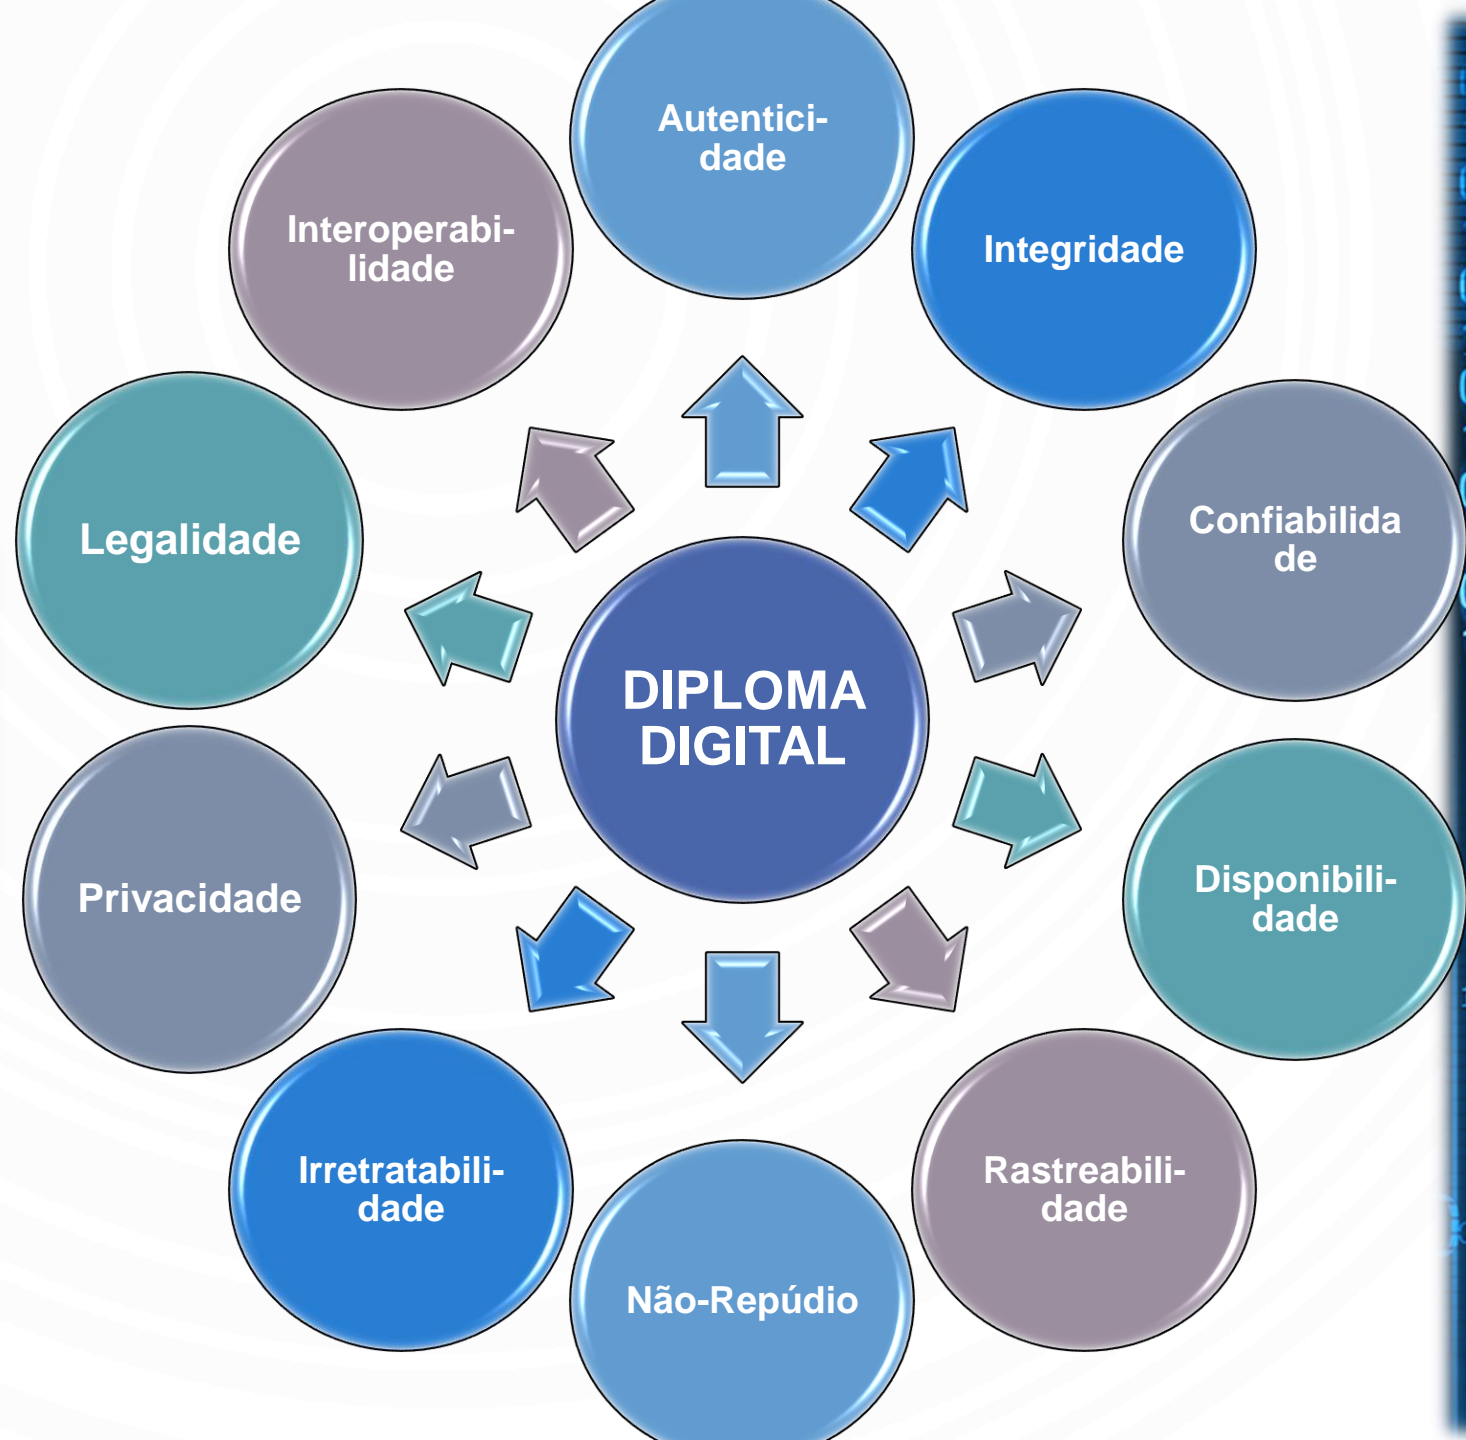 Autentici-
dade
Integridade
Confiabilida
de
Disponibili-
dade
Rastreabili-
dade
Não-Repúdio
Irretratabili-
dade
Privacidade
Legalidade
Interoperabi-
lidade
DIPLOMA
DIGITAL